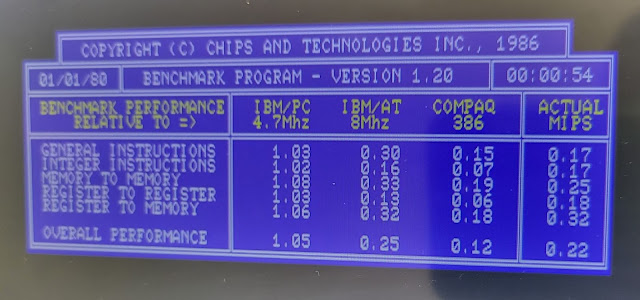 COPYRIGHT (C) CHIPS AND TECHNOLOGIES INC., 1986
01/01/80 BENCHMARK PROGRAM - VERSION 1.20 00:00:54
BENCHMARK PERFORMANCE IBM/PC IBM/AT COMPAQ ACTUAL
RELATIVE TO => 4.7Mhz 8Mhz 386 MIPS
GENERAL INSTRUCTIONS 1.03 0.30 0.15 0.17
INTEGER INSTRUCTIONS 1.02 0.16 0.07 0.17
MEMORY TO MEMORY 1.08 0.33 0.19 0.25
REGISTER TO REGISTER 1.03 0.13 0.06 0.18
REGISTER TO MEMORY 1.06 0.32 0.18 0.32
OVERALL PERFORMANCE 1.05 0.25 0.12 0.22